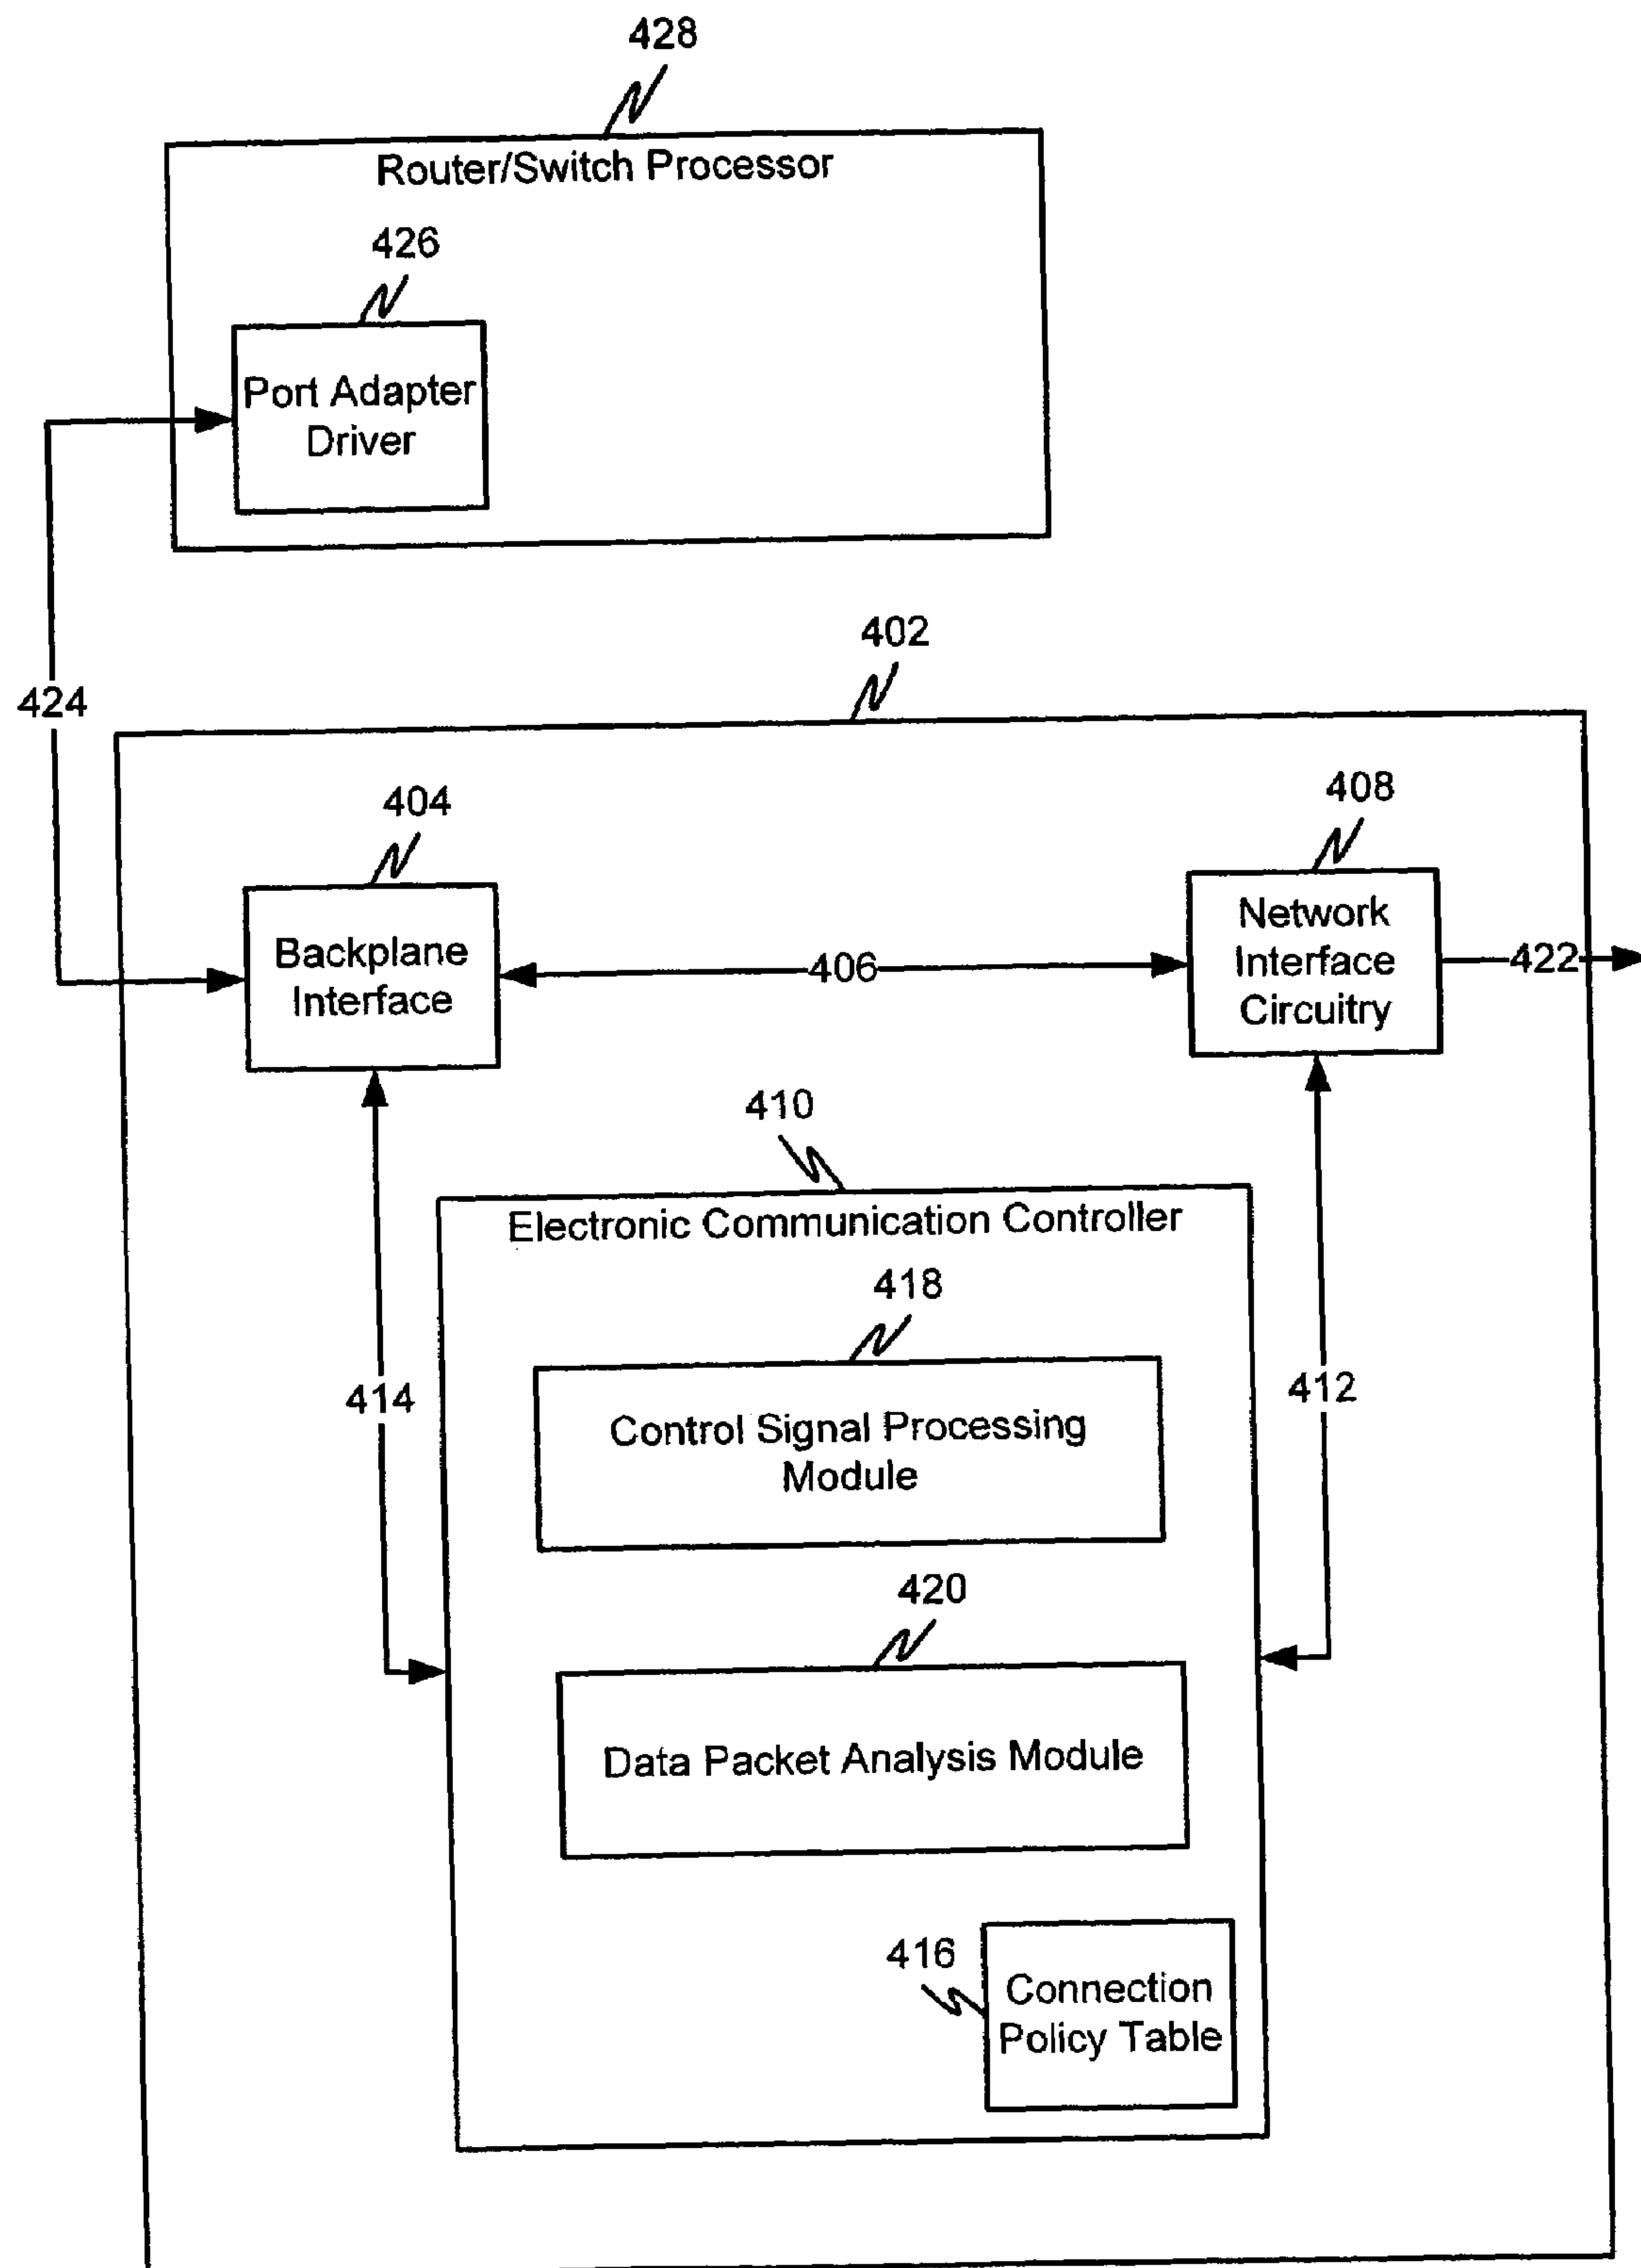 428
Router/Switch Processor
426
Port Adapter
Driver
402
424
404
408
Backplane
Interface
406
Network
Interface
Circuitry
422
410
Electronic Communication Controller
418
414
412
Control Signal Processing
Module
420
Data Packet Analysis Module
416
Connection
Policy Table